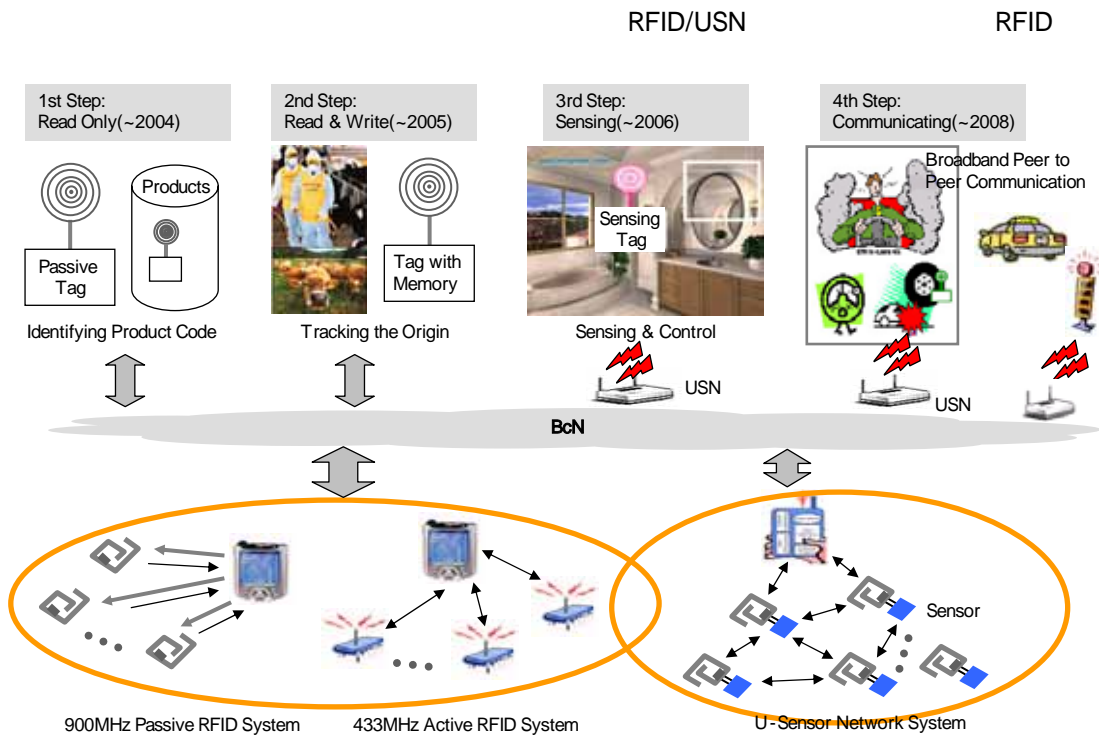 RFID/USN
RFID
1st Step:
Read Only(~2004)
2nd Step:
Read & Write(~2005)
3rd Step:
Sensing(~2006)
4th Step:
Communicating(~2008)
Products
Passive
Tag
Tag with
Memory
Sensing
Tag
Broadband Peer to
Peer Communication
Identifying Product Code
Tracking the Origin
Sensing & Control
USN
USN
BcN
Sensor
900MHz Passive RFID System
433MHz Active RFID System
U-Sensor Network System